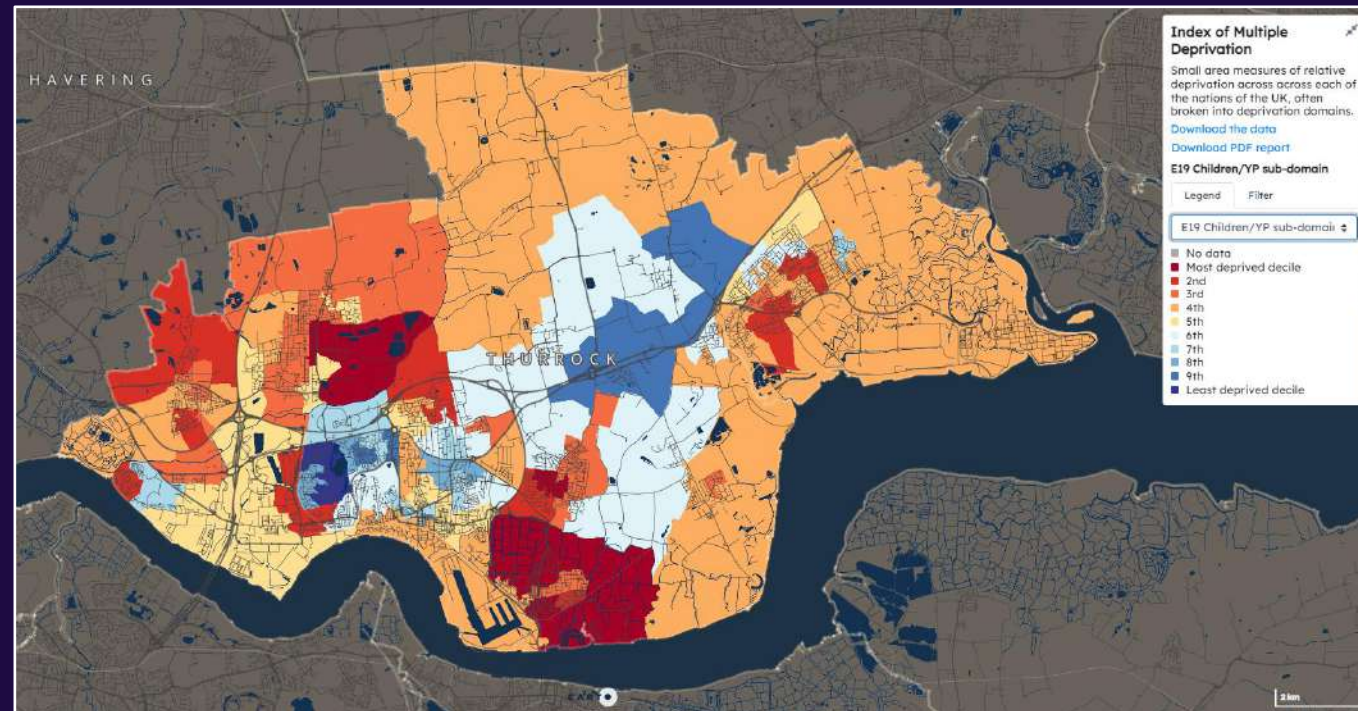 HAVERING
THURROCK
Index of Multiple
Deprivation
Small area measures of relative
deprivation across across each of
the nations of the UK, often
broken into deprivation domains.
Download the data
Download PDF report
E19 Children/YP sub-domain
Legend
Filter
E19 Children/YP sub-domain
No data
Most deprived decile
2nd
3rd
4th
5th
6th
7th
8th
9th
Least deprived decile
2 km